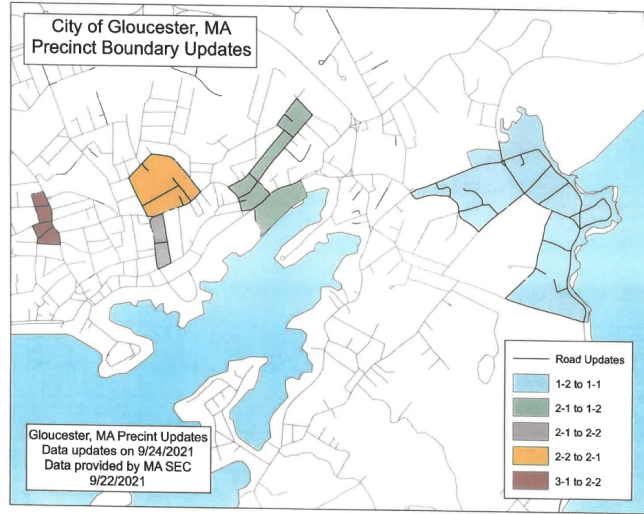 City of Gloucester, MA
Precinct Boundary Updates
Road Updates
1-2 to 1-1
2-1 to 1-2
2-1 to 2-2
2-2 to 2-1
3-1 to 2-2
Gloucester, MA Precint Updates
Data updates on 9/24/2021
Data provided by MA SEC
9/22/2021